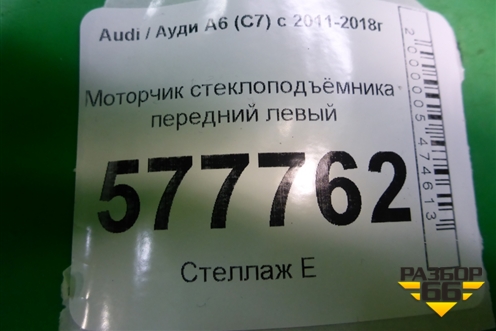 Audi / Ауди А6 (С7) с 2011-2018г
Моторчик стеклоподъёмника
передний левый
577762
Стеллаж Е
2000005474613
РАЗБОР
66